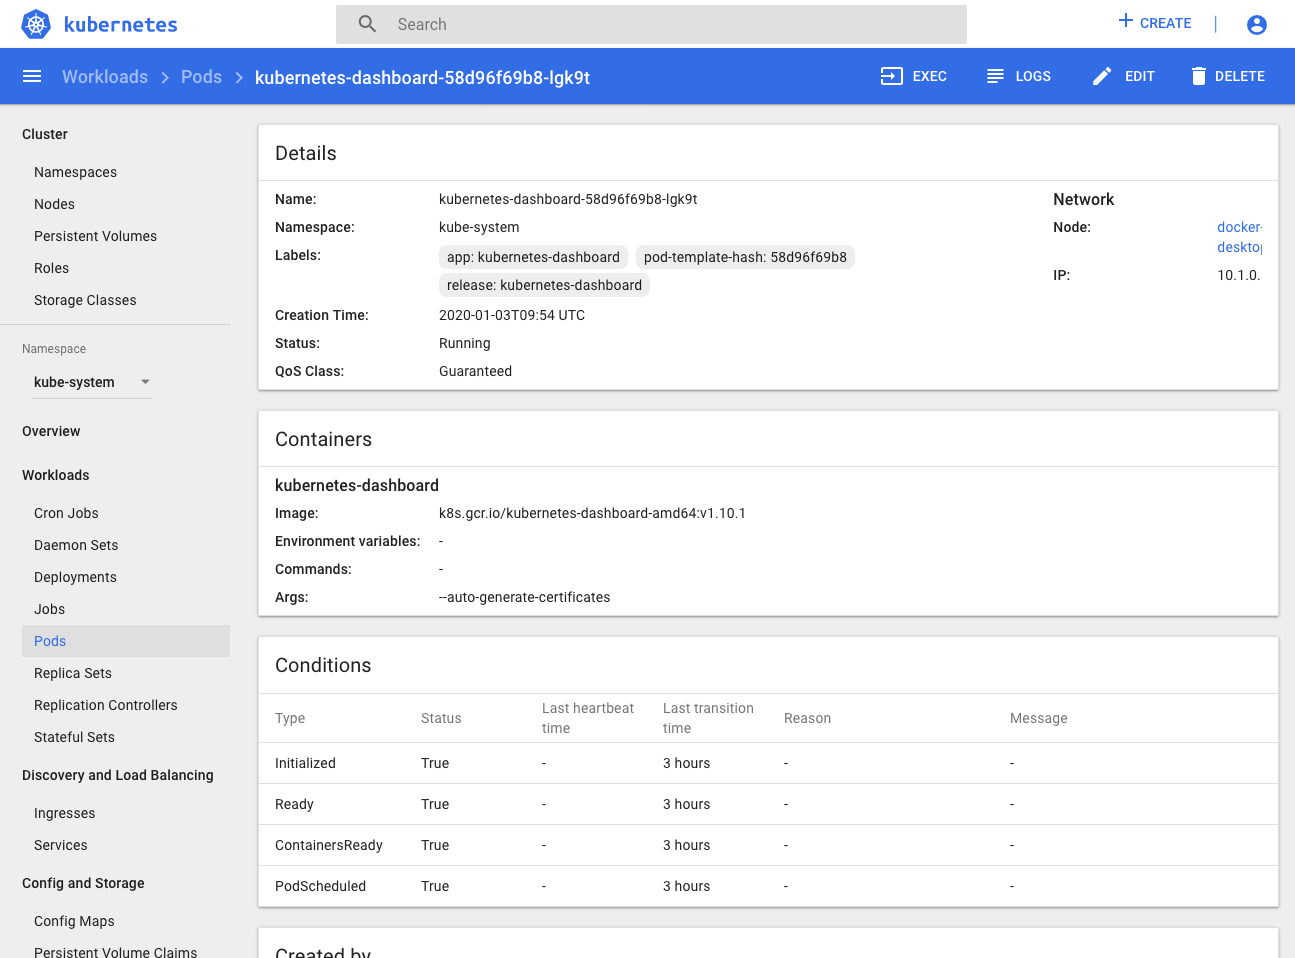 kubernetes
Search
CREATE
Workloads > Pods > kubernetes-dashboard-58d96f69b8-lgk9t
EXEC
LOGS
EDIT
DELETE
Cluster
Namespaces
Nodes
Persistent Volumes
Roles
Storage Classes
Namespace
kube-system
Overview
Workloads
Cron Jobs
Daemon Sets
Deployments
Jobs
Pods
Replica Sets
Replication Controllers
Stateful Sets
Discovery and Load Balancing
Ingresses
Services
Config and Storage
Config Maps
Persistent Volume Claims
Details
Name: kubernetes-dashboard-58d96f69b8-lgk9t
Namespace: kube-system
Labels: app: kubernetes-dashboard pod-template-hash: 58d96f69b8
release: kubernetes-dashboard
Creation Time: 2020-01-03T09:54 UTC
Status: Running
QoS Class: Guaranteed
Network
Node: docker-
desktop
IP: 10.1.0.
Containers
kubernetes-dashboard
Image: k8s.gcr.io/kubernetes-dashboard-amd64:v1.10.1
Environment variables: -
Commands: -
Args: --auto-generate-certificates
Conditions
Type Status Last heartbeat time Last transition time Reason Message
Initialized True - 3 hours - -
Ready True - 3 hours - -
ContainersReady True - 3 hours - -
PodScheduled True - 3 hours - -
Created by